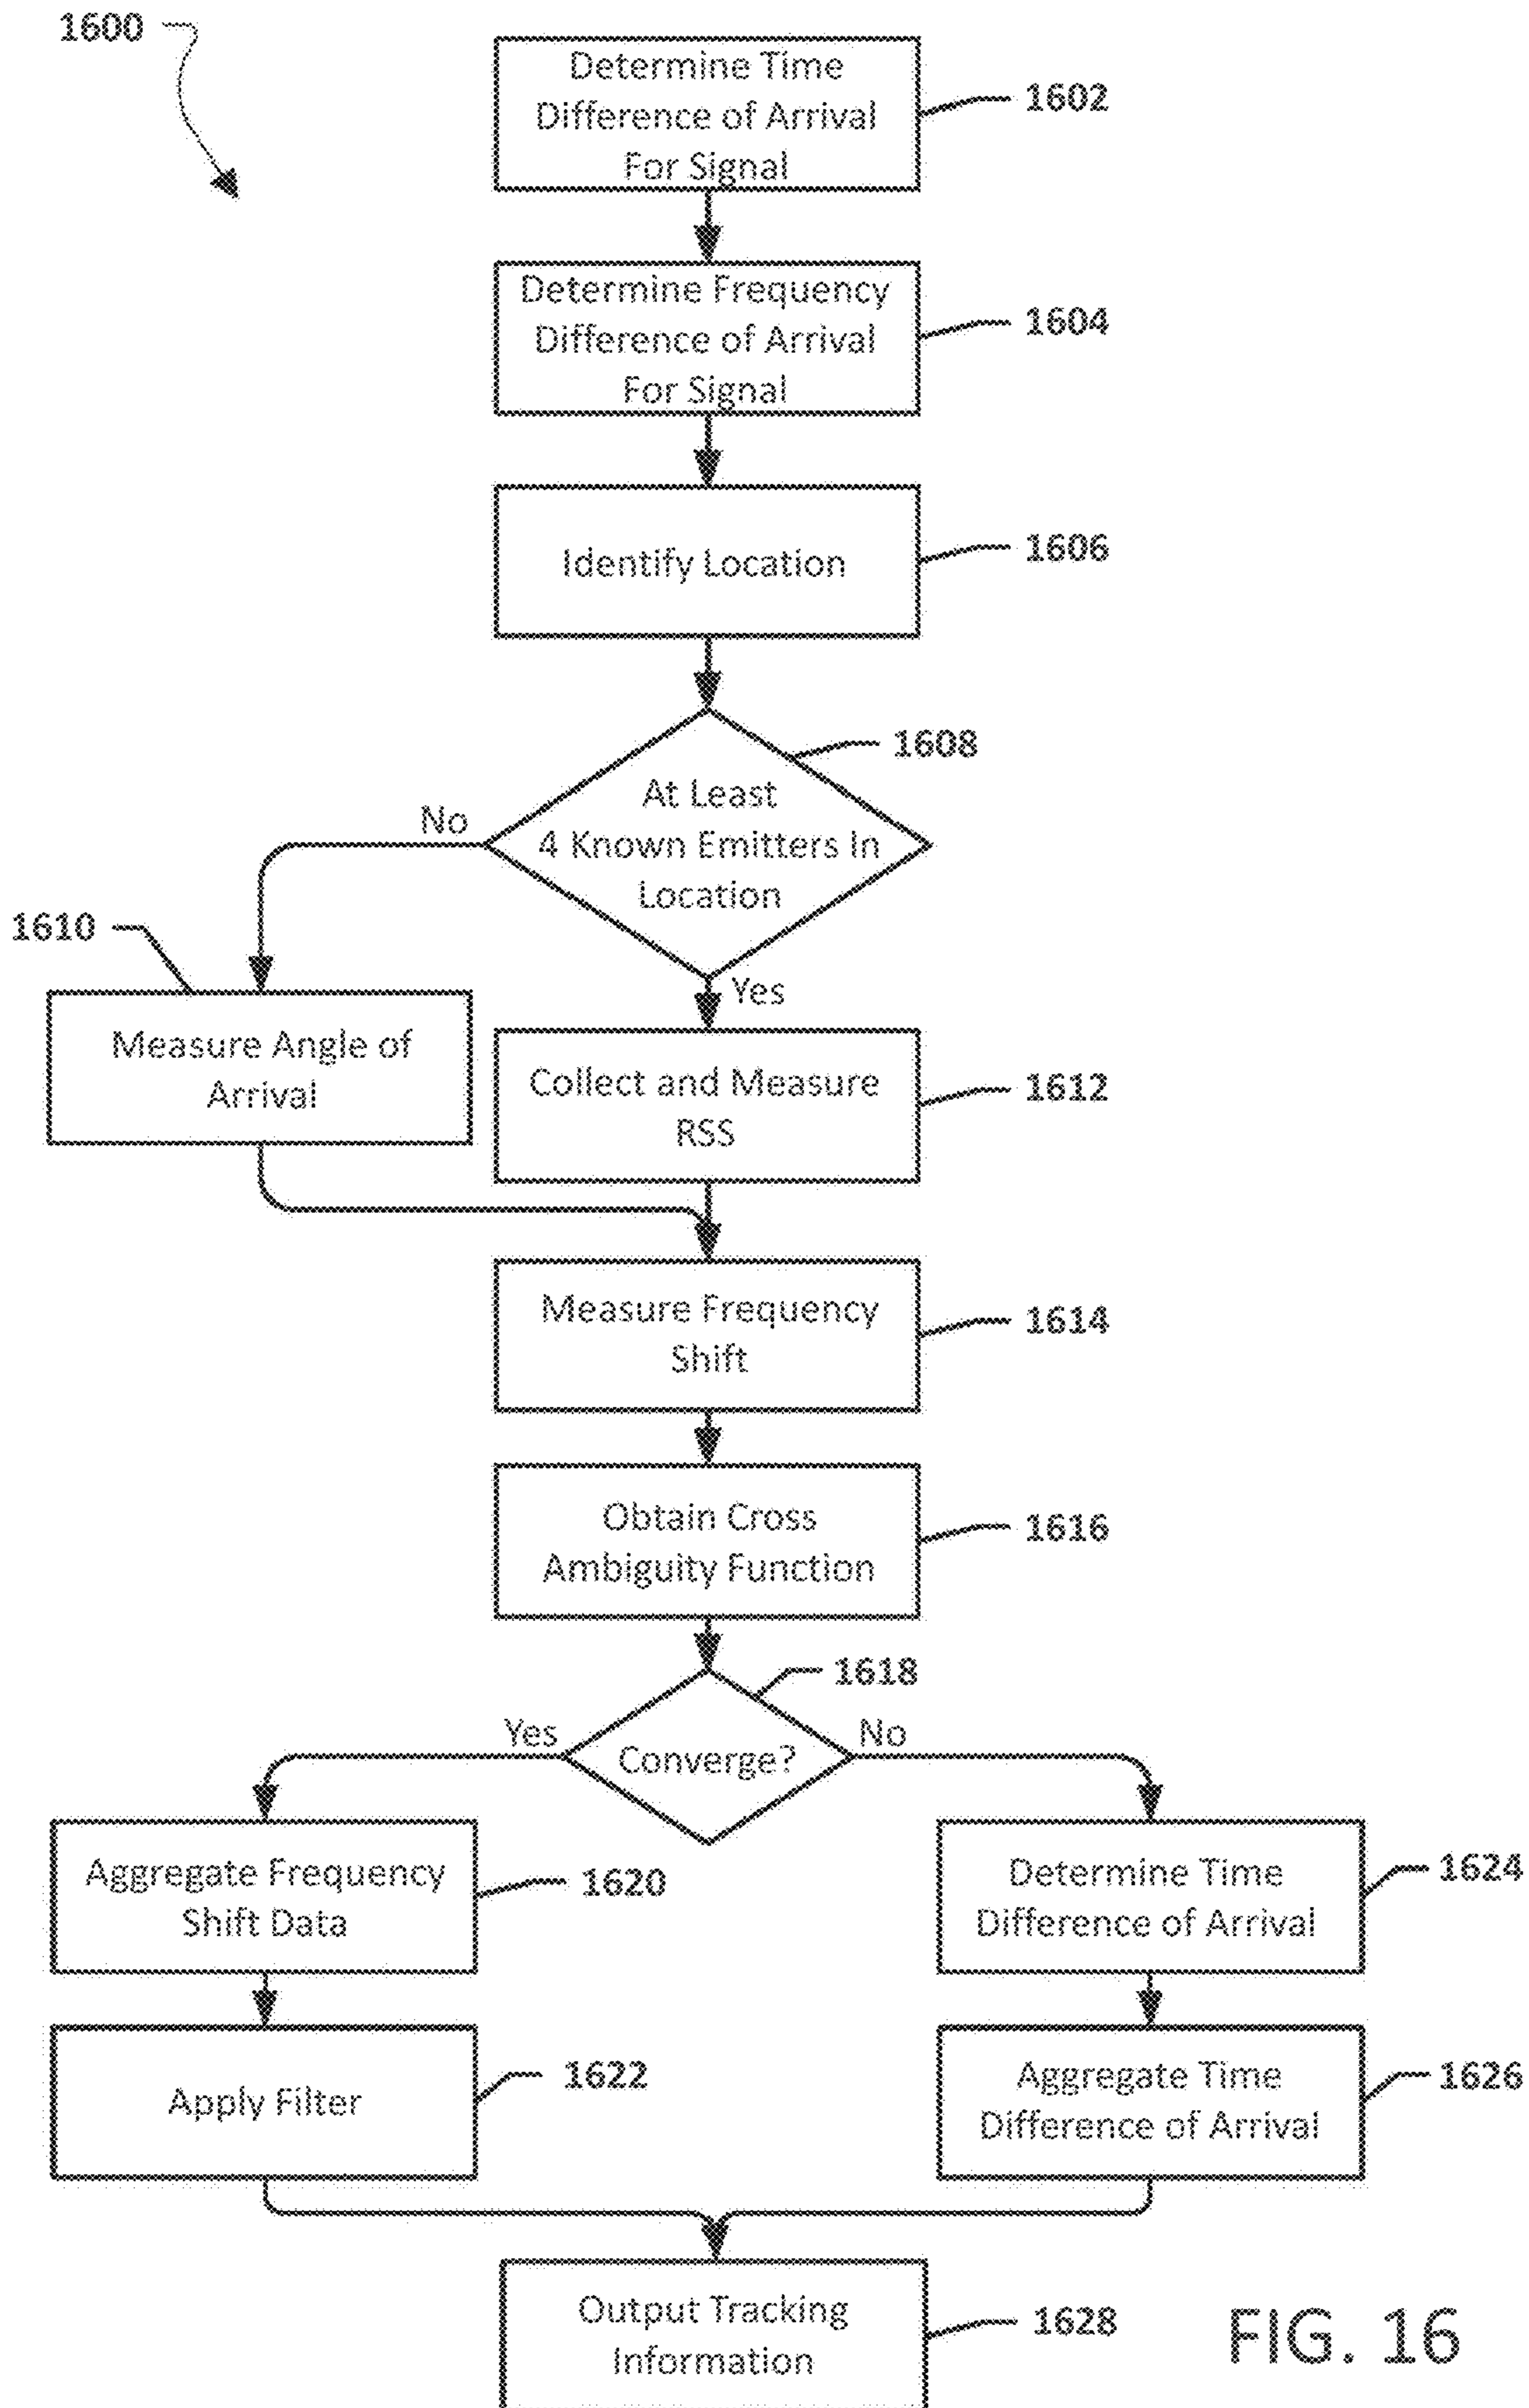 1600
Determine Time
Difference of Arrival
For Signal
1602
Determine Frequency
Difference of Arrival
For Signal
1604
Identify Location
1606
1608
At Least
4 Known Emitters In
Location
No
Yes
1610
Measure Angle of
Arrival
Collect and Measure
RSS
1612
Measure Frequency
Shift
1614
Obtain Cross
Ambiguity Function
1616
1618
Converge?
Yes
No
Aggregate Frequency
Shift Data
1620
Determine Time
Difference of Arrival
1624
Apply Filter
1622
Aggregate Time
Difference of Arrival
1626
Output Tracking
Information
1628
FIG. 16